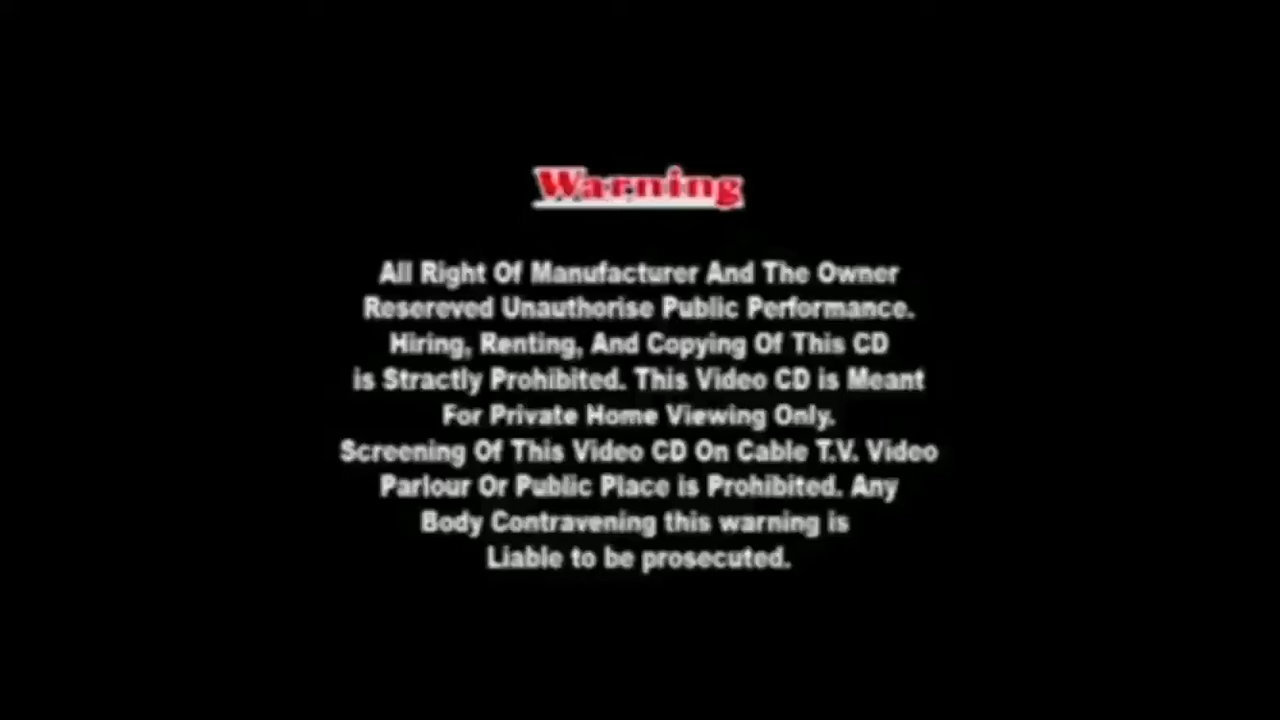 Warning
All Right Of Manufacturer And The Owner
Resereved Unauthorise Public Performance.
Hiring, Renting, And Copying Of This CD
is Stractly Prohibited. This Video CD is Meant
For Private Home Viewing Only.
Screening Of This Video CD On Cable T.V. Video
Parlour Or Public Place is Prohibited. Any
Body Contravening this warning is
Liable to be prosecuted.